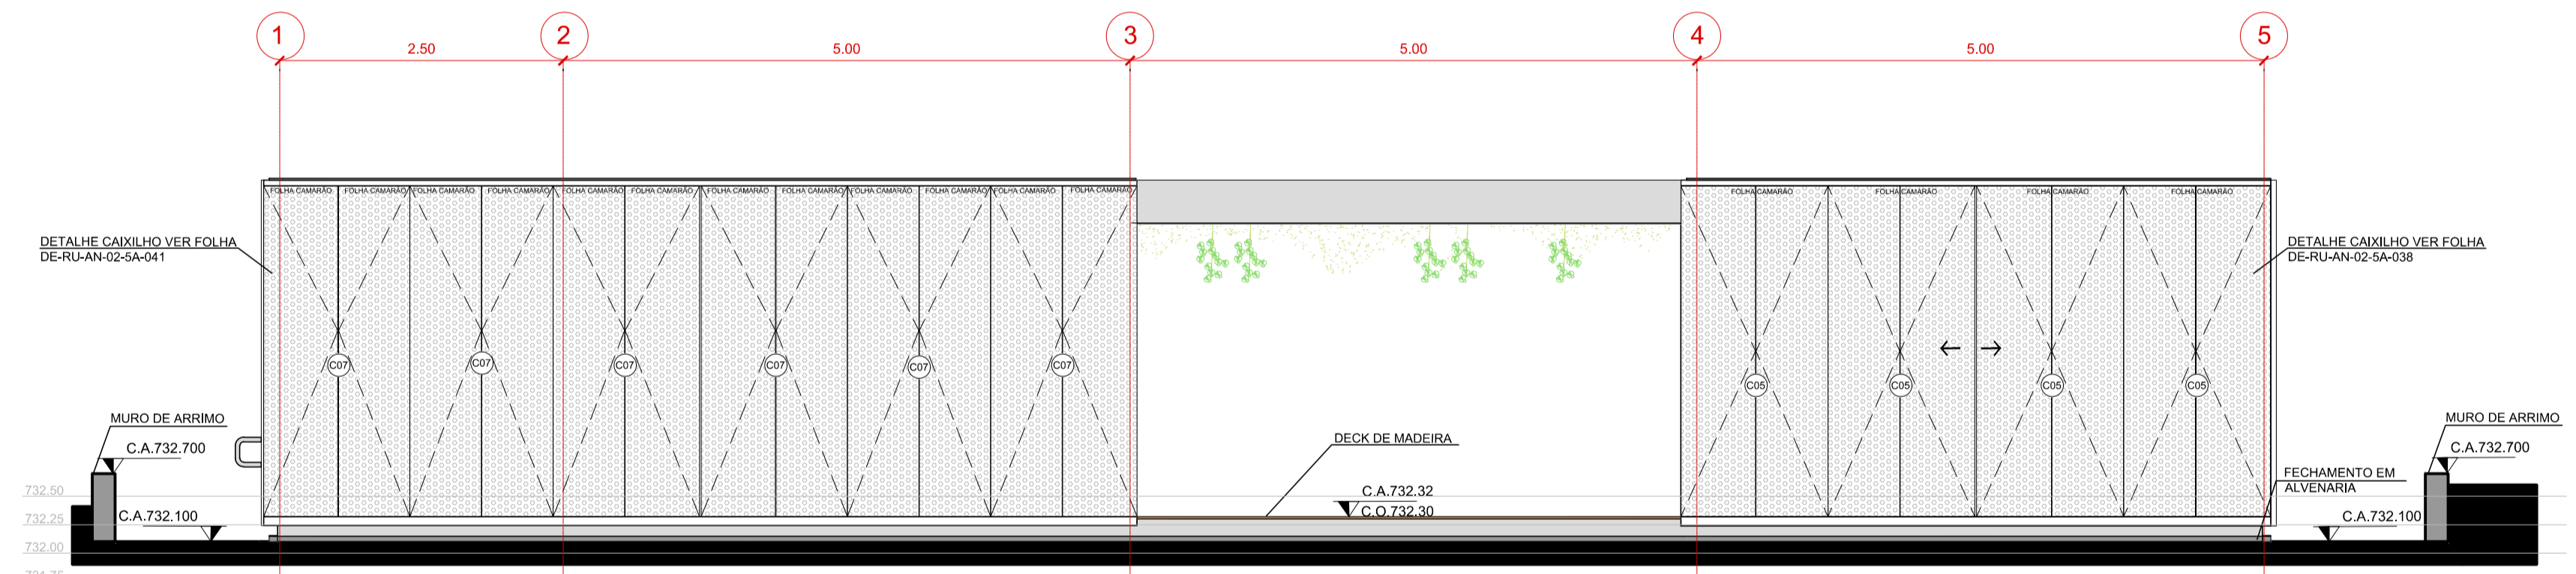 1 2 3 4 5
2.50 5.00 5.00 5.00
FOLHA CAMARÃO FOLHA CAMARÃO FOLHA CAMARÃO FOLHA CAMARÃO FOLHA CAMARÃO FOLHA CAMARÃO FOLHA CAMARÃO FOLHA CAMARÃO FOLHA CAMARÃO FOLHA CAMARÃO FOLHA CAMARÃO FOLHA CAMARÃO
FOLHA CAMARÃO FOLHA CAMARÃO FOLHA CAMARÃO FOLHA CAMARÃO
DETALHE CAIXILHO VER FOLHA
DE-RU-AN-02-5A-041
DETALHE CAIXILHO VER FOLHA
DE-RU-AN-02-5A-038
C07 C07 C07 C07 C07 C07
C05 C05 C05 C05
MURO DE ARRIMO
C.A.732.700
DECK DE MADEIRA
MURO DE ARRIMO
C.A.732.700
FECHAMENTO EM
ALVENARIA
732.50
C.A.732.32
C.O.732.30
732.25
C.A.732.100
C.A.732.100
732.00
731.75